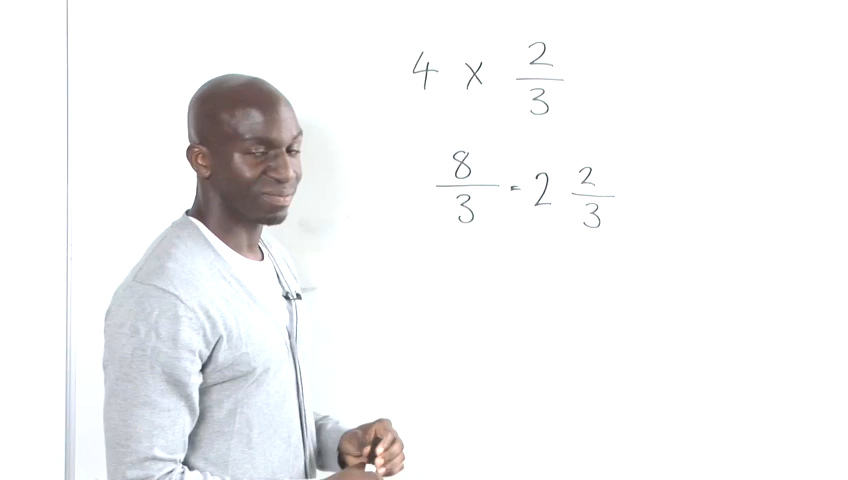 4 × 2/3
8/3 = 2 2/3